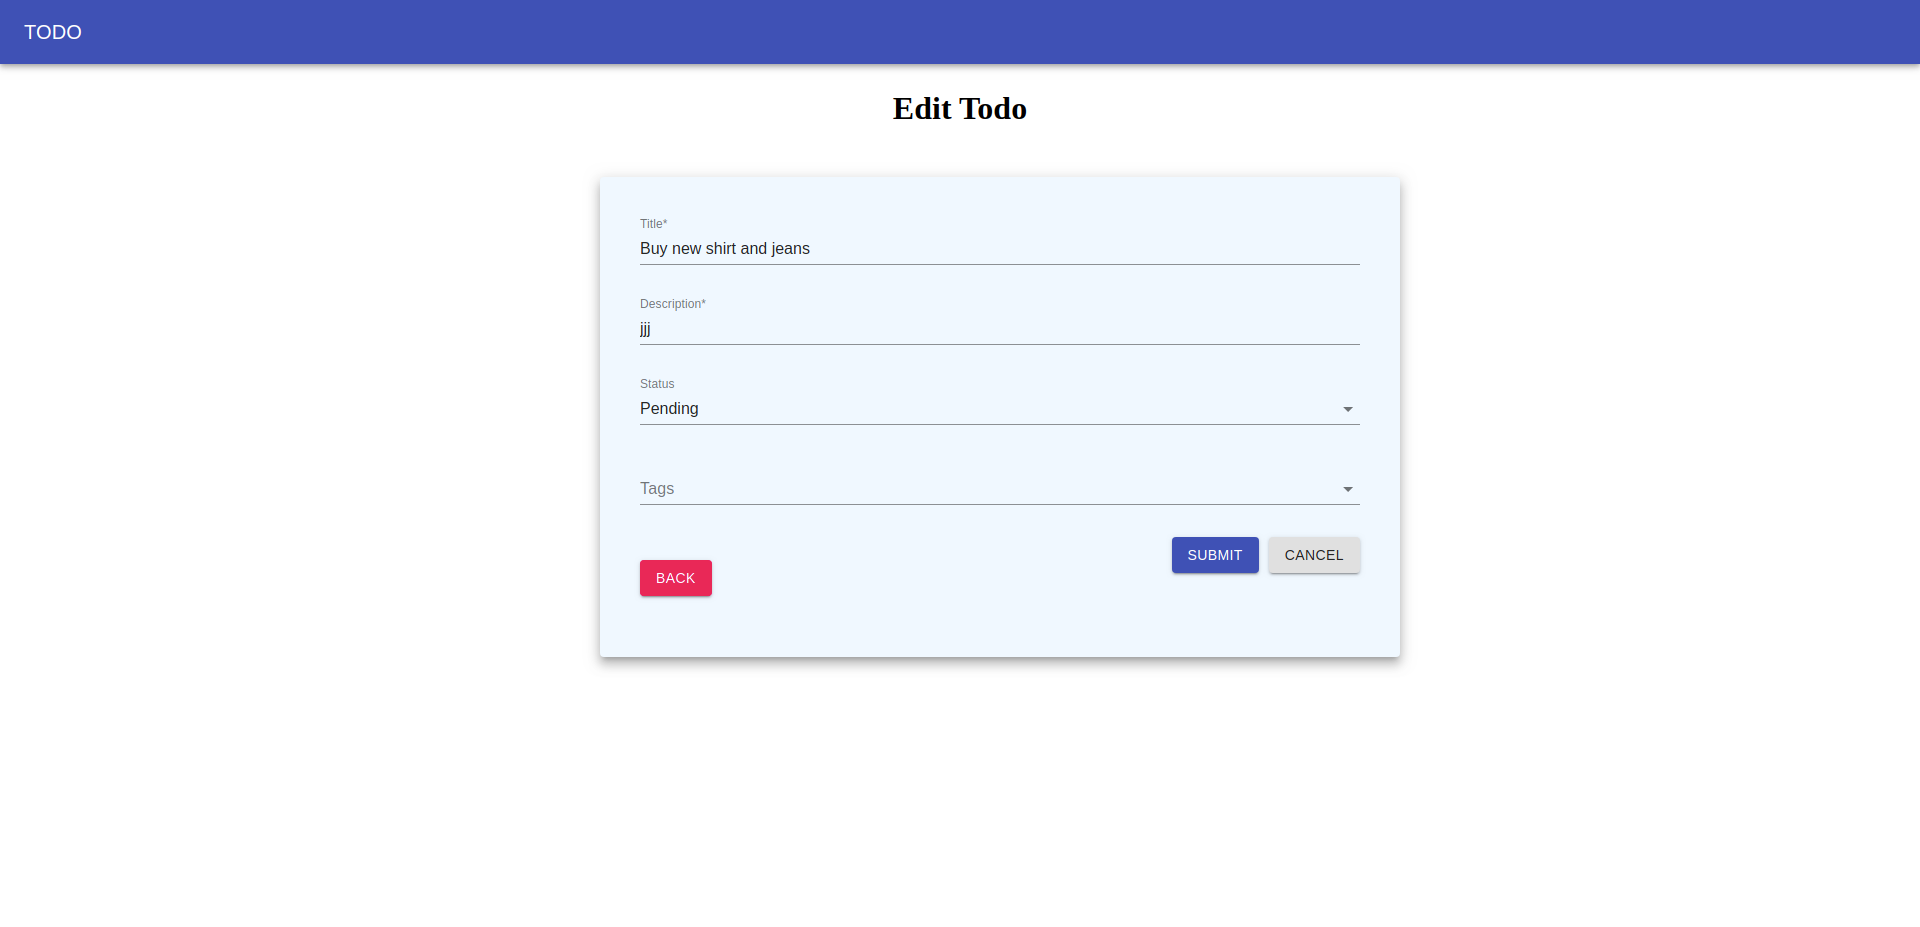 TODO
Edit Todo
Title*
Buy new shirt and jeans
Description*
jjj
Status
Pending
Tags
SUBMIT CANCEL
BACK